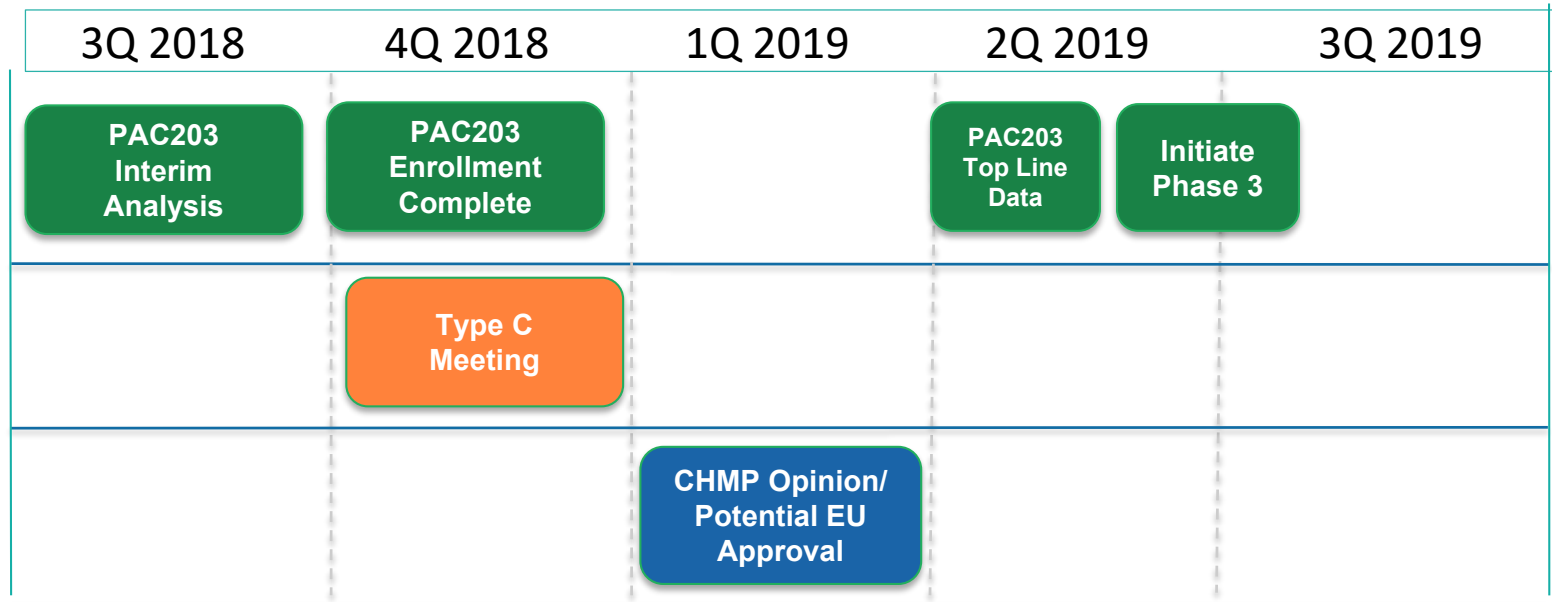 3Q 2018
4Q 2018
1Q 2019
2Q 2019
3Q 2019
PAC203
Interim
Analysis
PAC203
Enrollment
Complete
PAC203
Top Line
Data
Initiate
Phase 3
Type C
Meeting
CHMP Opinion/
Potential EU
Approval